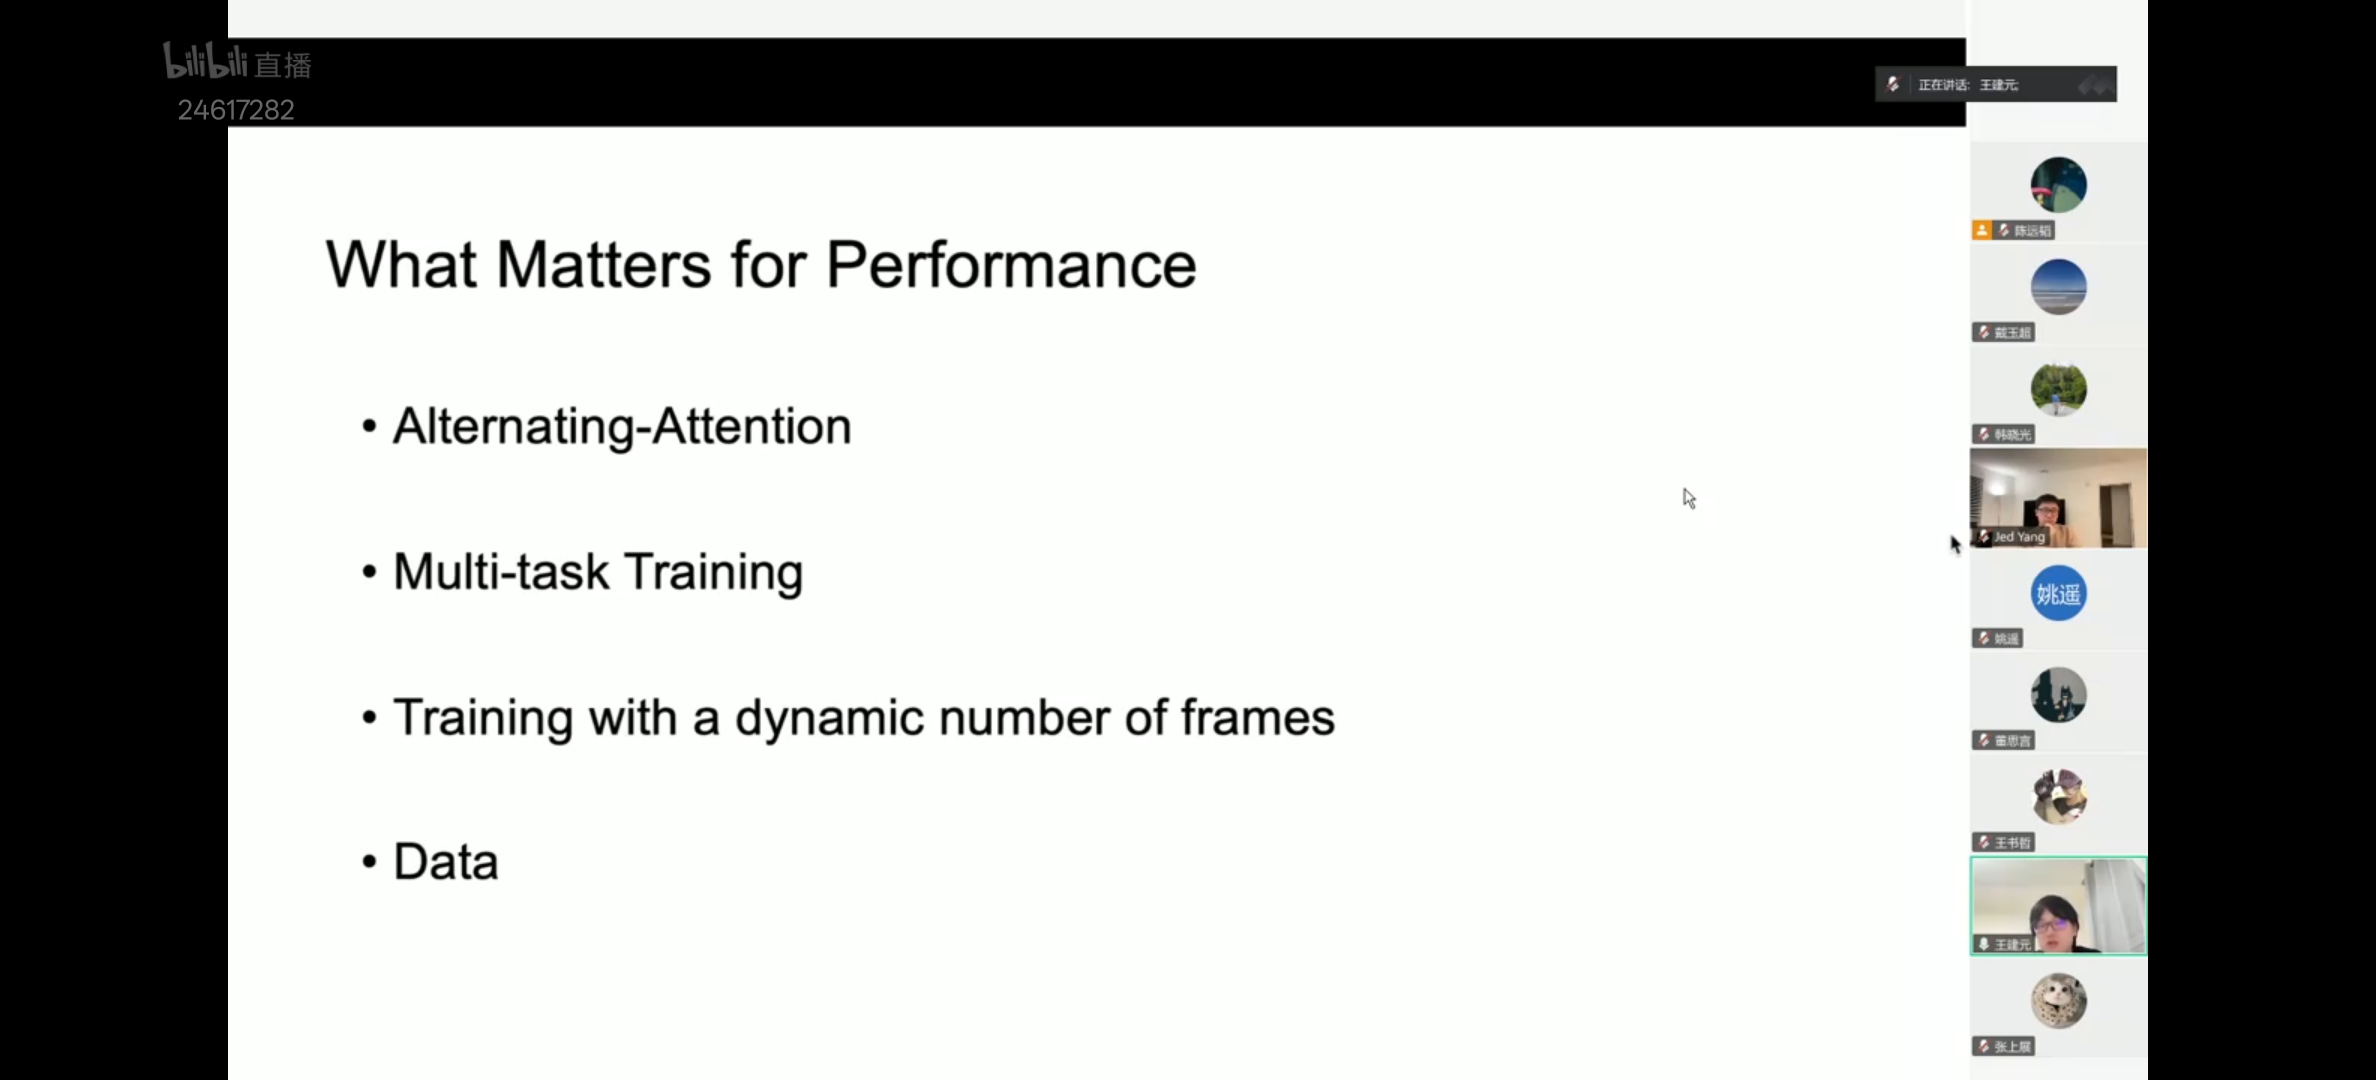 bilibili 直播
24617282
正在讲话: 王建元;
What Matters for Performance
• Alternating-Attention
• Multi-task Training
• Training with a dynamic number of frames
• Data
陈远韬
戴玉超
韩晓光
Jed Yang
姚遥
姚遥
董思言
王书哲
王建元
张上展